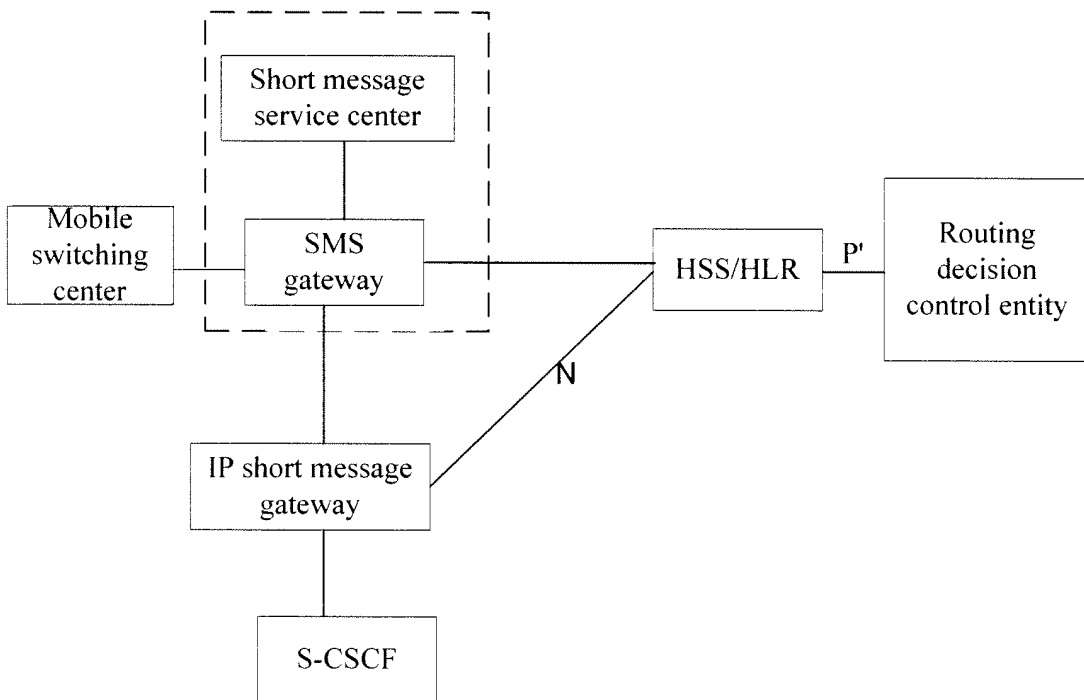 Short message
service center
Mobile
switching
center
SMS
gateway
HSS/HLR
P'
Routing
decision
control entity
N
IP short message
gateway
S-CSCF